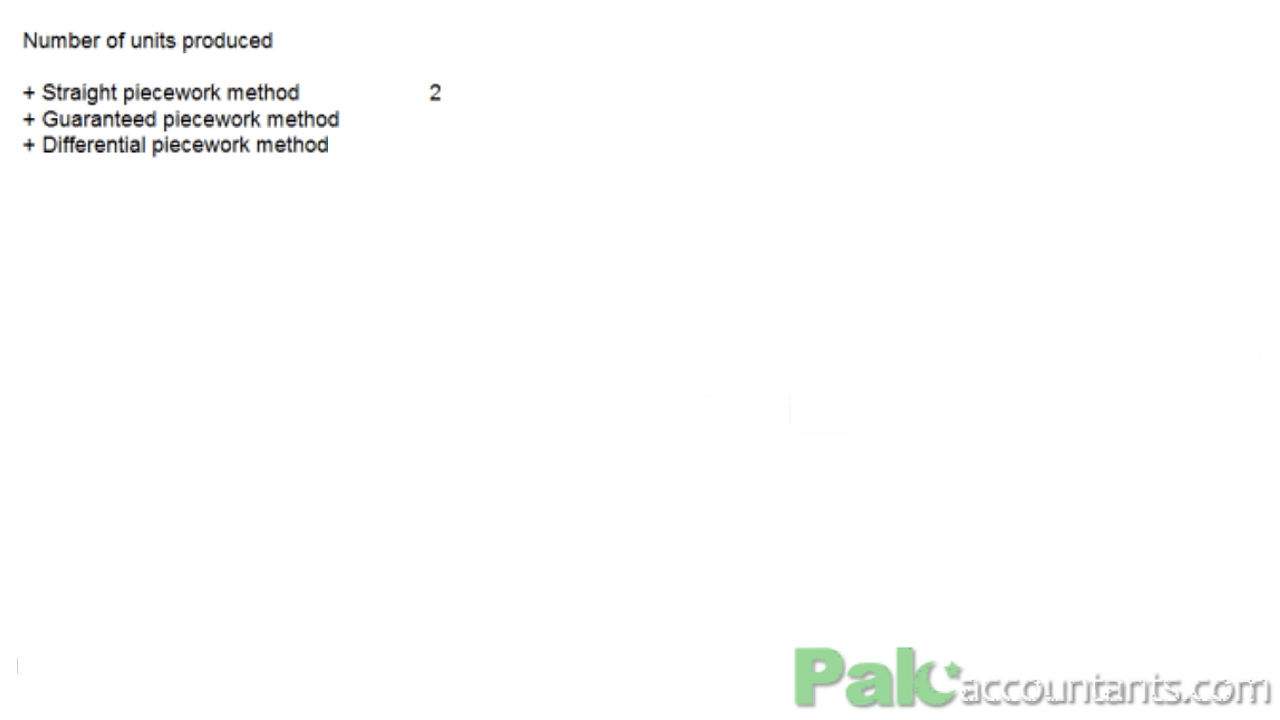 Number of units produced
+ Straight piecework method 2
+ Guaranteed piecework method
+ Differential piecework method
Pakaccountants.com